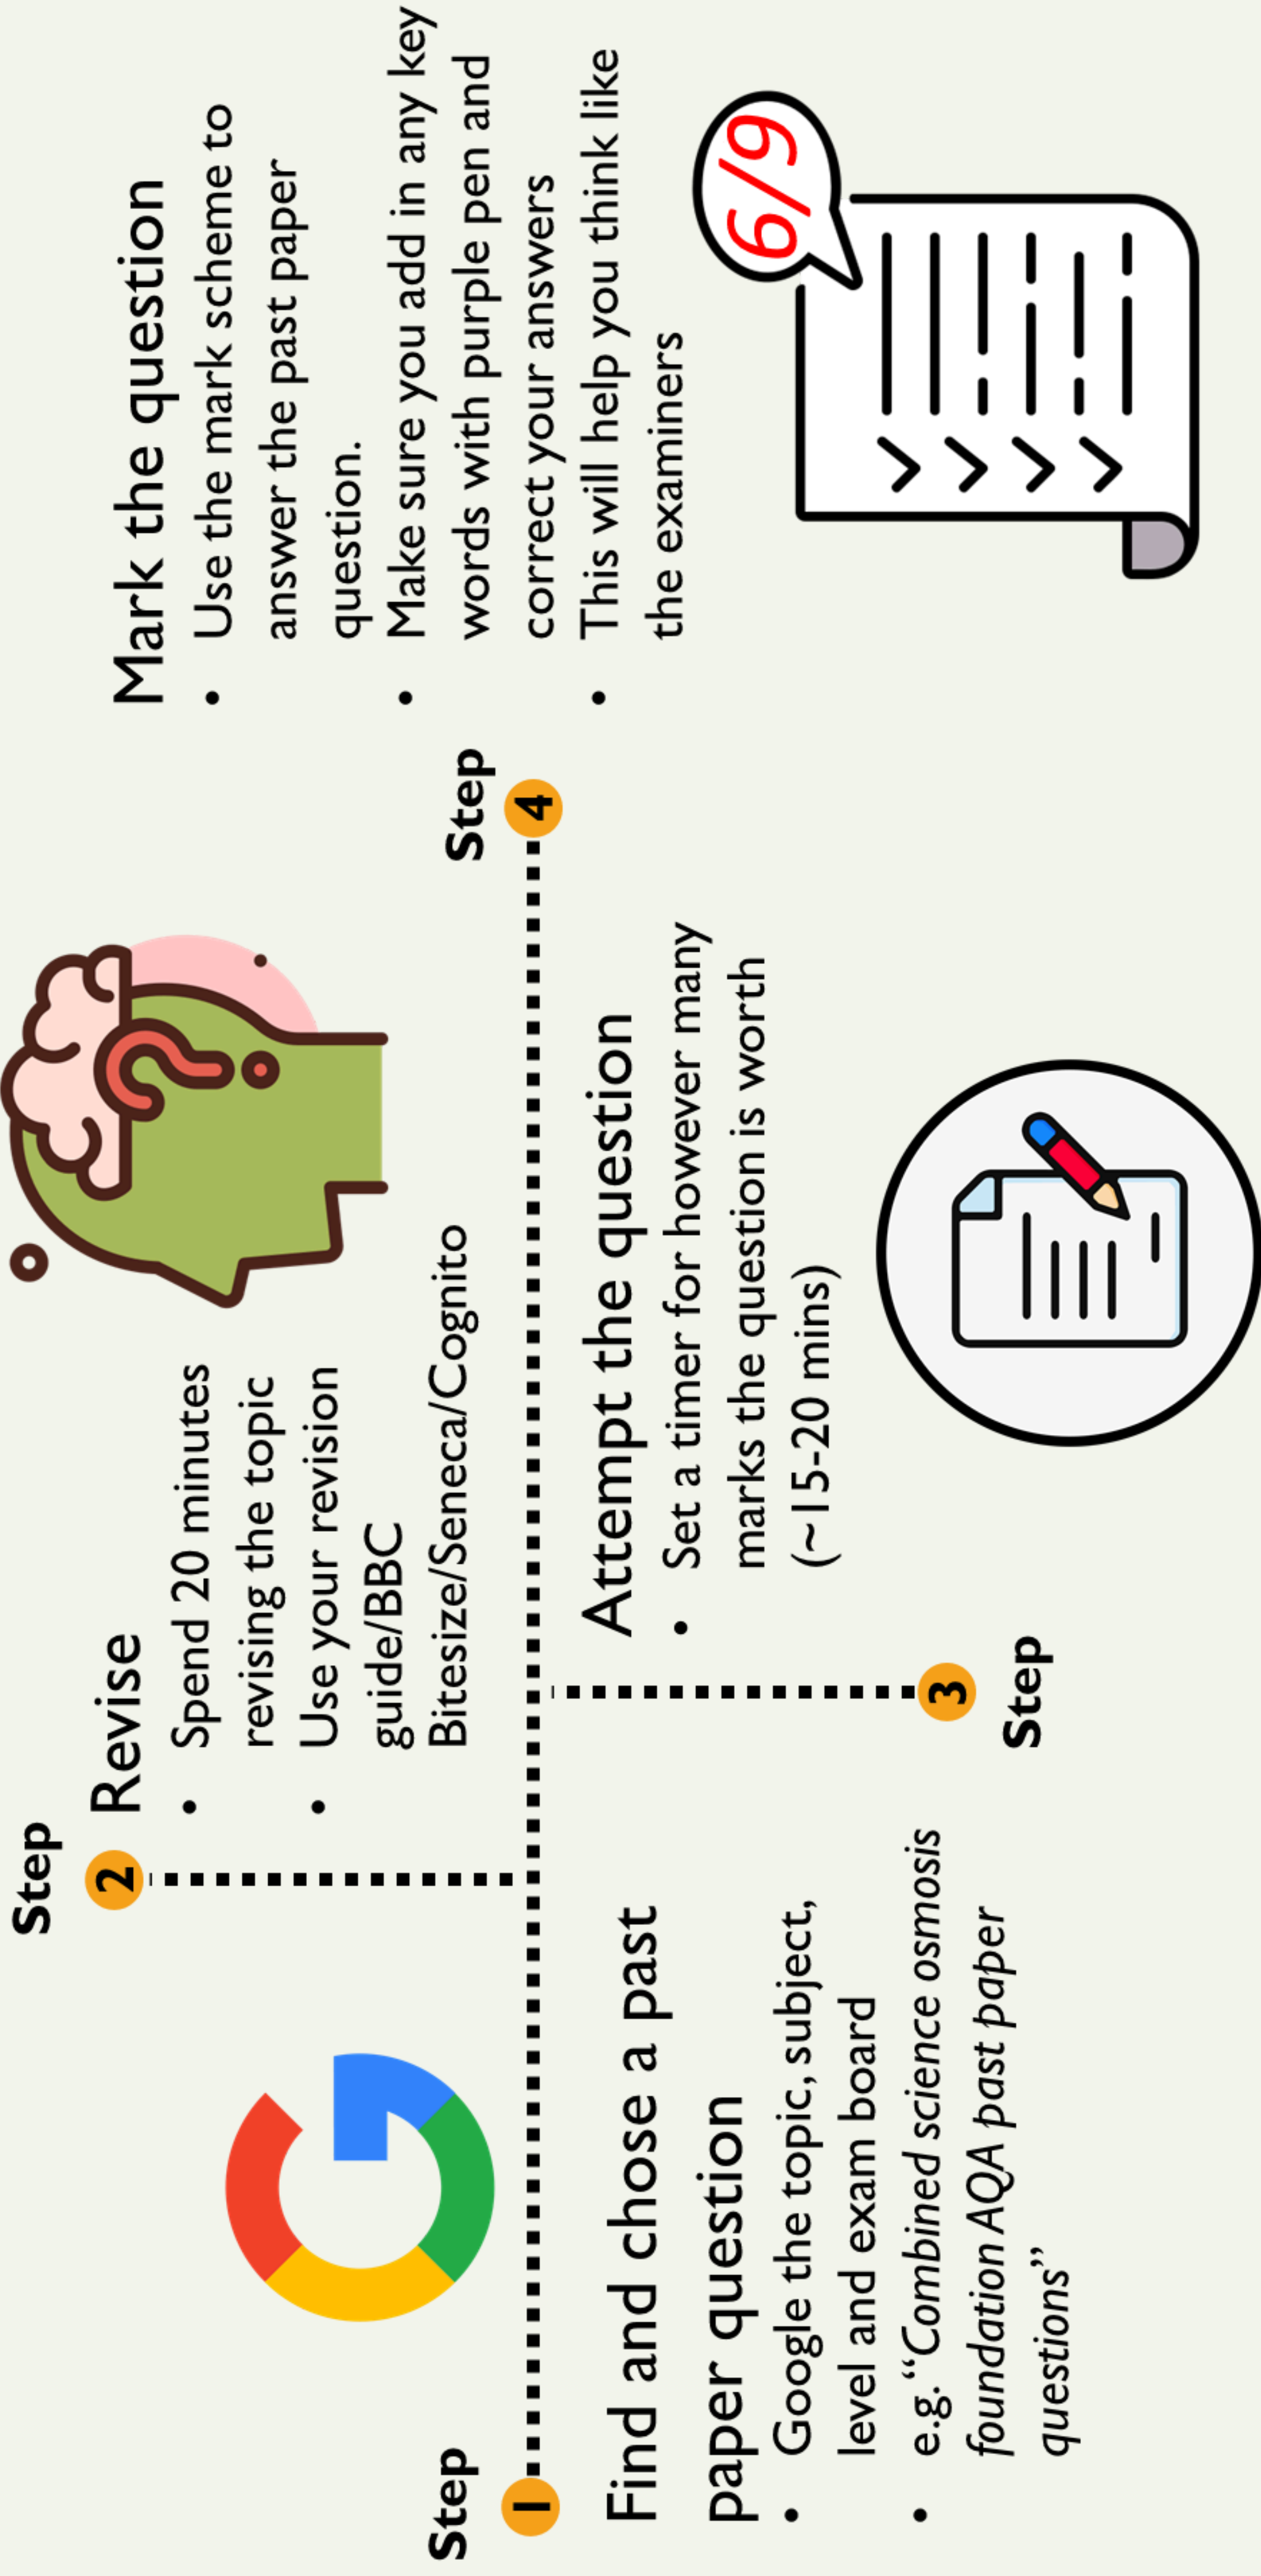 Step
1
Find and chose a past
paper question
• Google the topic, subject,
level and exam board
• e.g. “Combined science osmosis
foundation AQA past paper
questions”
Step
2
Revise
• Spend 20 minutes
revising the topic
• Use your revision
guide/BBC
Bitesize/Seneca/Cognito
3
Step
Attempt the question
• Set a timer for however many
marks the question is worth
(~15-20 mins)
Step
4
Mark the question
• Use the mark scheme to
answer the past paper
question.
• Make sure you add in any key
words with purple pen and
correct your answers
• This will help you think like
the examiners
6/9